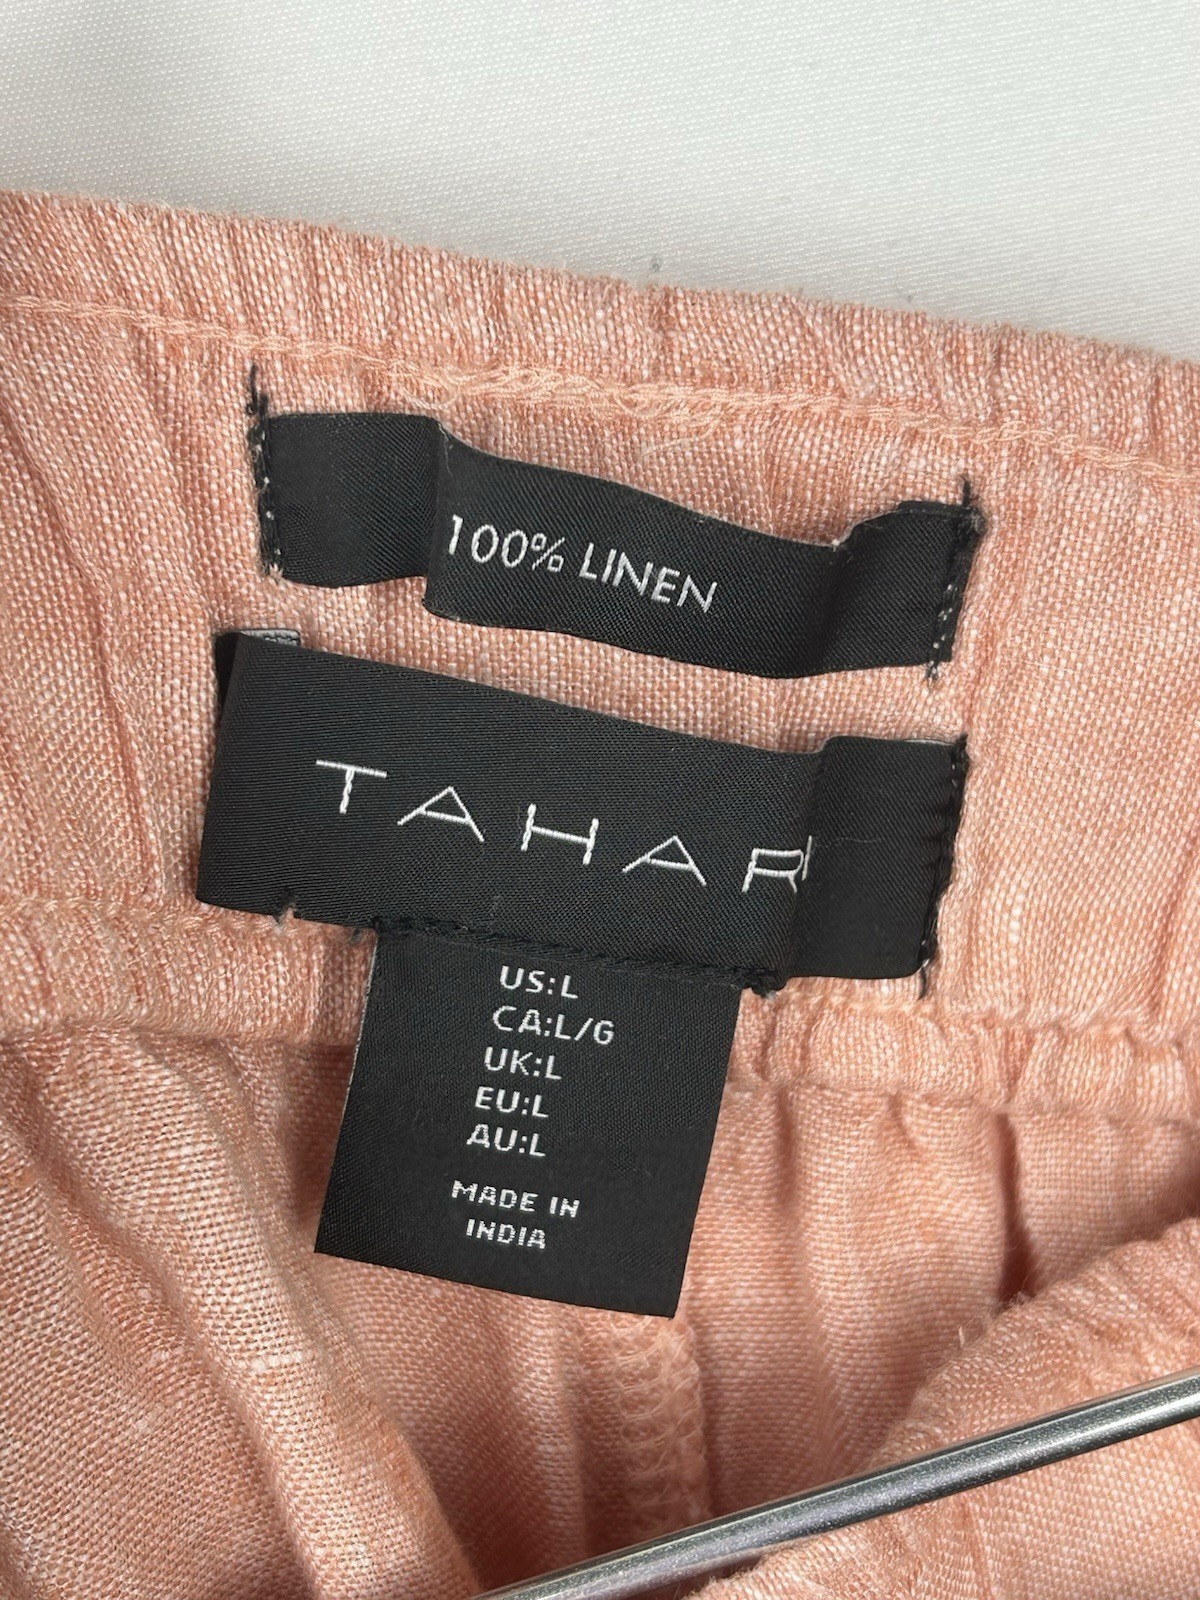 100% LINEN
TAHARI
US:L
CA:L/G
UK:L
EU:L
AU:L
MADE IN
INDIA